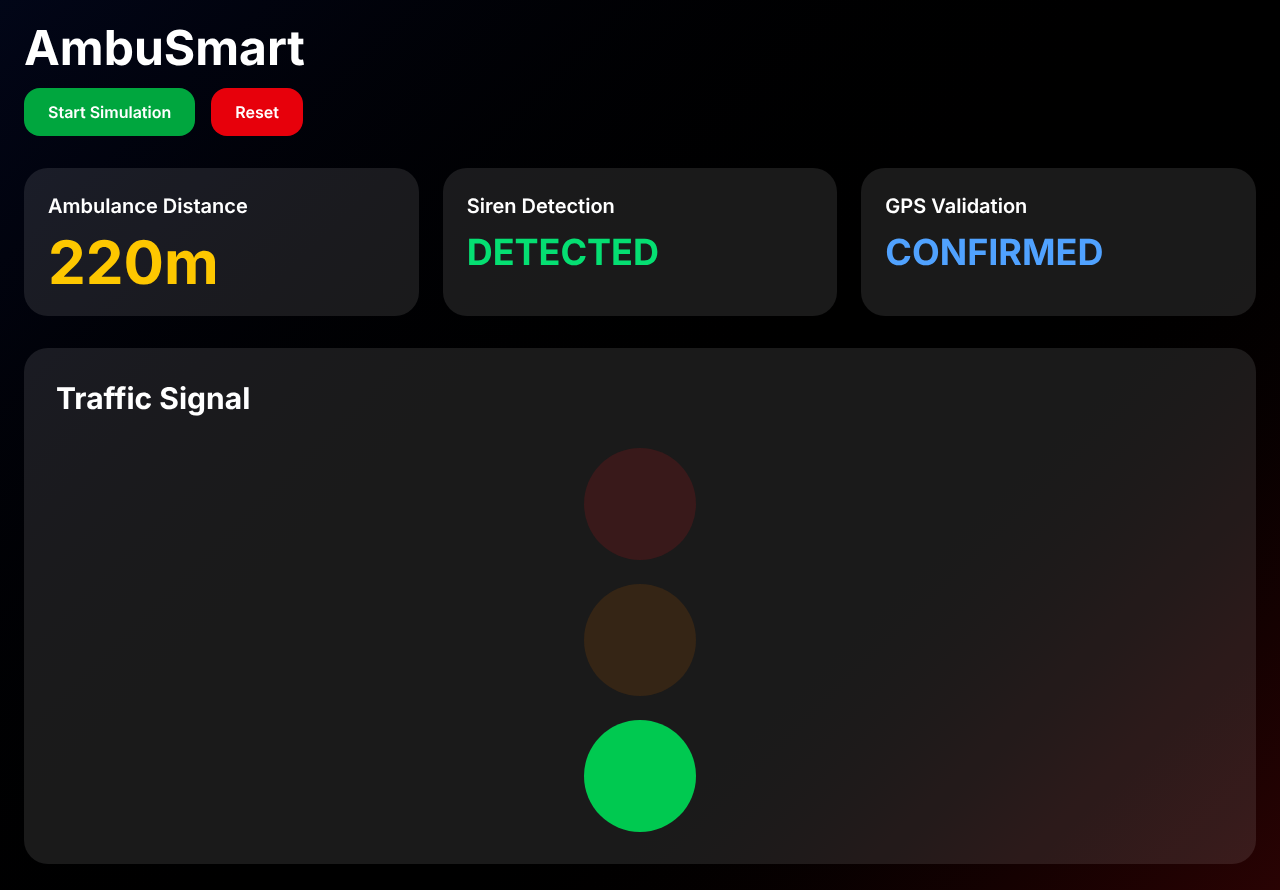 AmbuSmart
Start Simulation
Reset
Ambulance Distance
220m
Siren Detection
DETECTED
GPS Validation
CONFIRMED
Traffic Signal